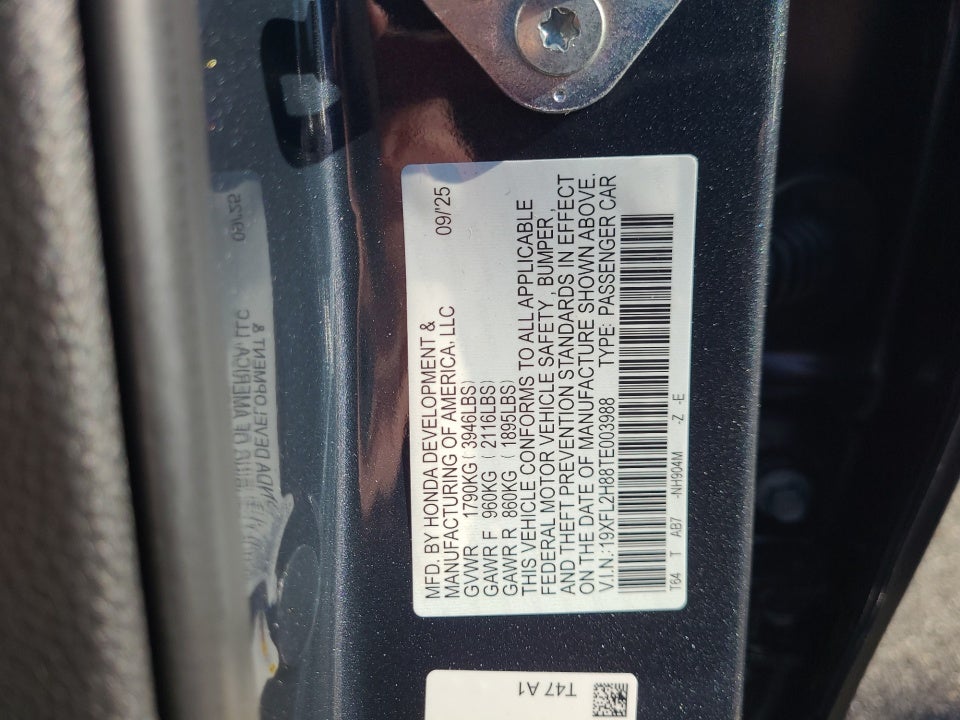 MFD. BY HONDA DEVELOPMENT &
MANUFACTURING OF AMERICA, LLC 09/'25
GVWR 1790KG ( 3946LBS)
GAWR F 960KG ( 2116LBS)
GAWR R 860KG ( 1895LBS)
THIS VEHICLE CONFORMS TO ALL APPLICABLE
FEDERAL MOTOR VEHICLE SAFETY , BUMPER ,
AND THEFT PREVENTION STANDARDS IN EFFECT
ON THE DATE OF MANUFACTURE SHOWN ABOVE.
V.I.N.:19XFL2H88TE003988 TYPE: PASSENGER CAR
T64 T AB7 -NH904M -Z -E
T47 A1